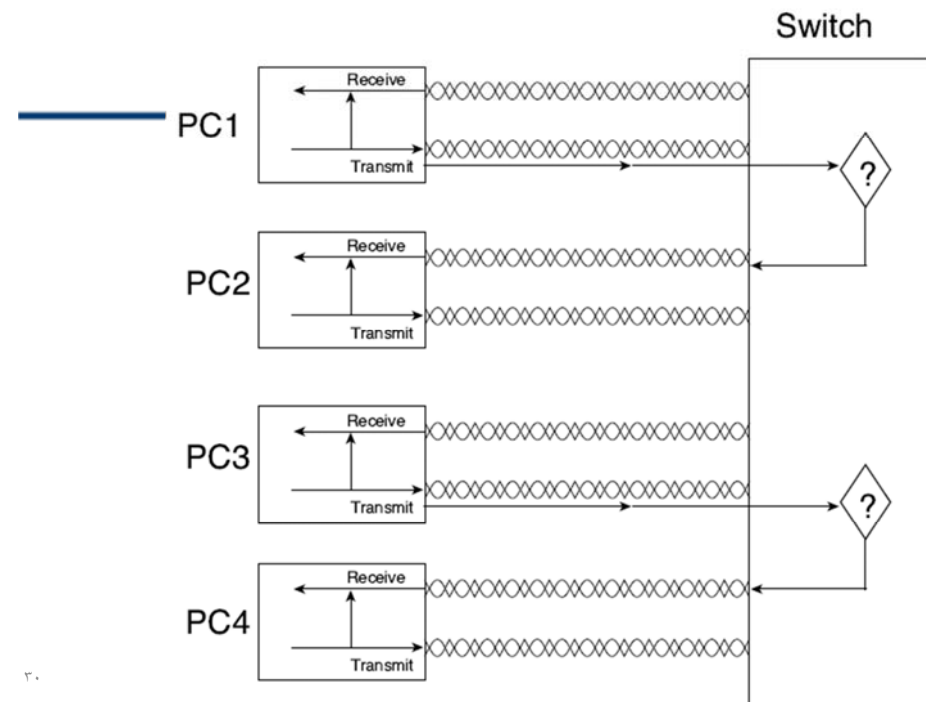 Switch
PC1
Receive
Transmit
?
PC2
Receive
Transmit
PC3
Receive
Transmit
?
PC4
Receive
Transmit
٣٠